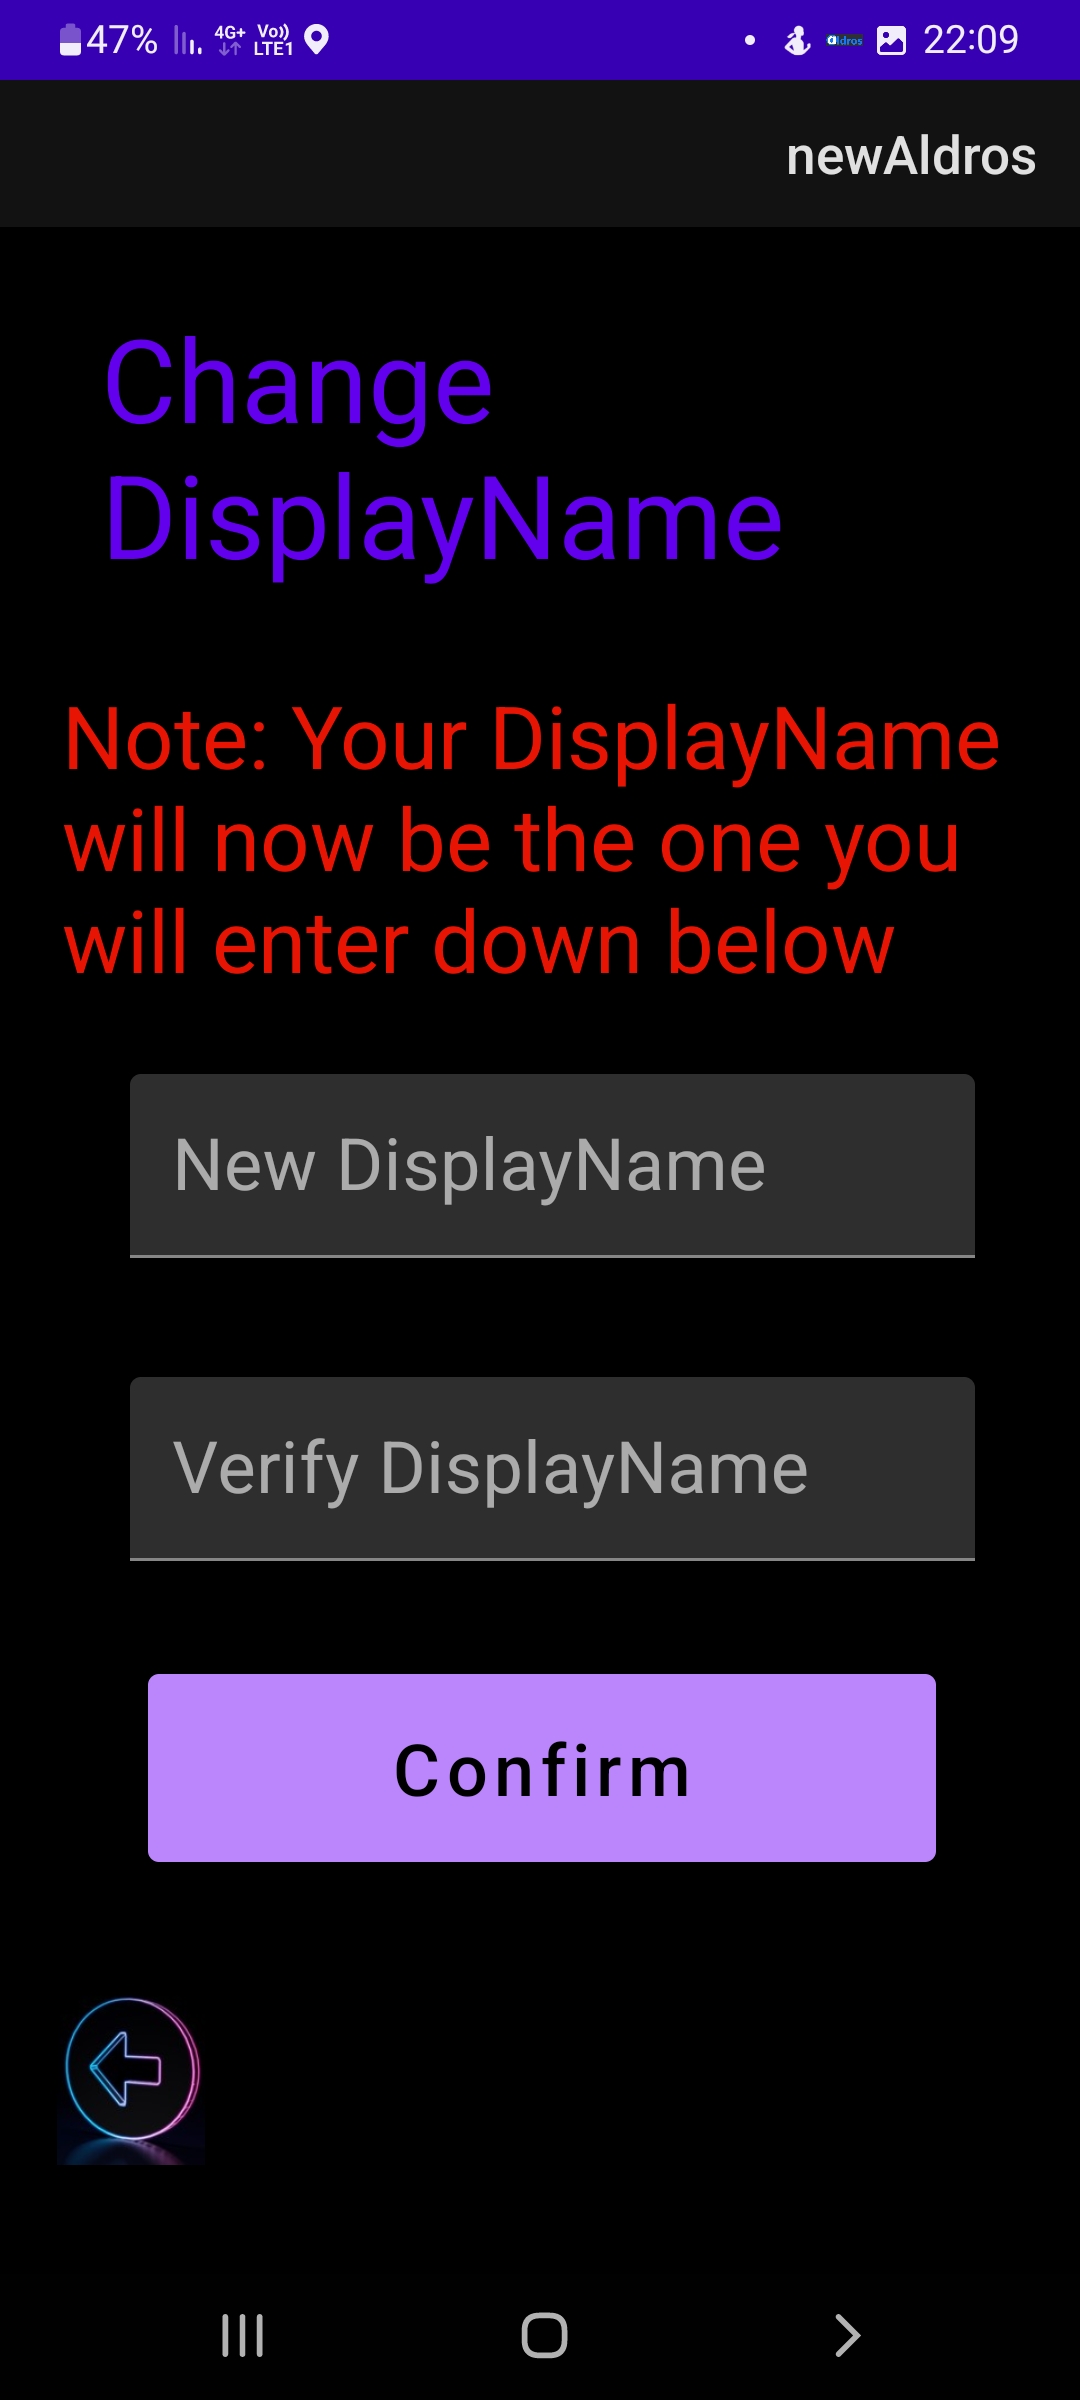 47% 4G+ Vo)) LTE1 aldros 22:09
newAldros
Change
DisplayName
Note: Your DisplayName
will now be the one you
will enter down below
New DisplayName
Verify DisplayName
Confirm